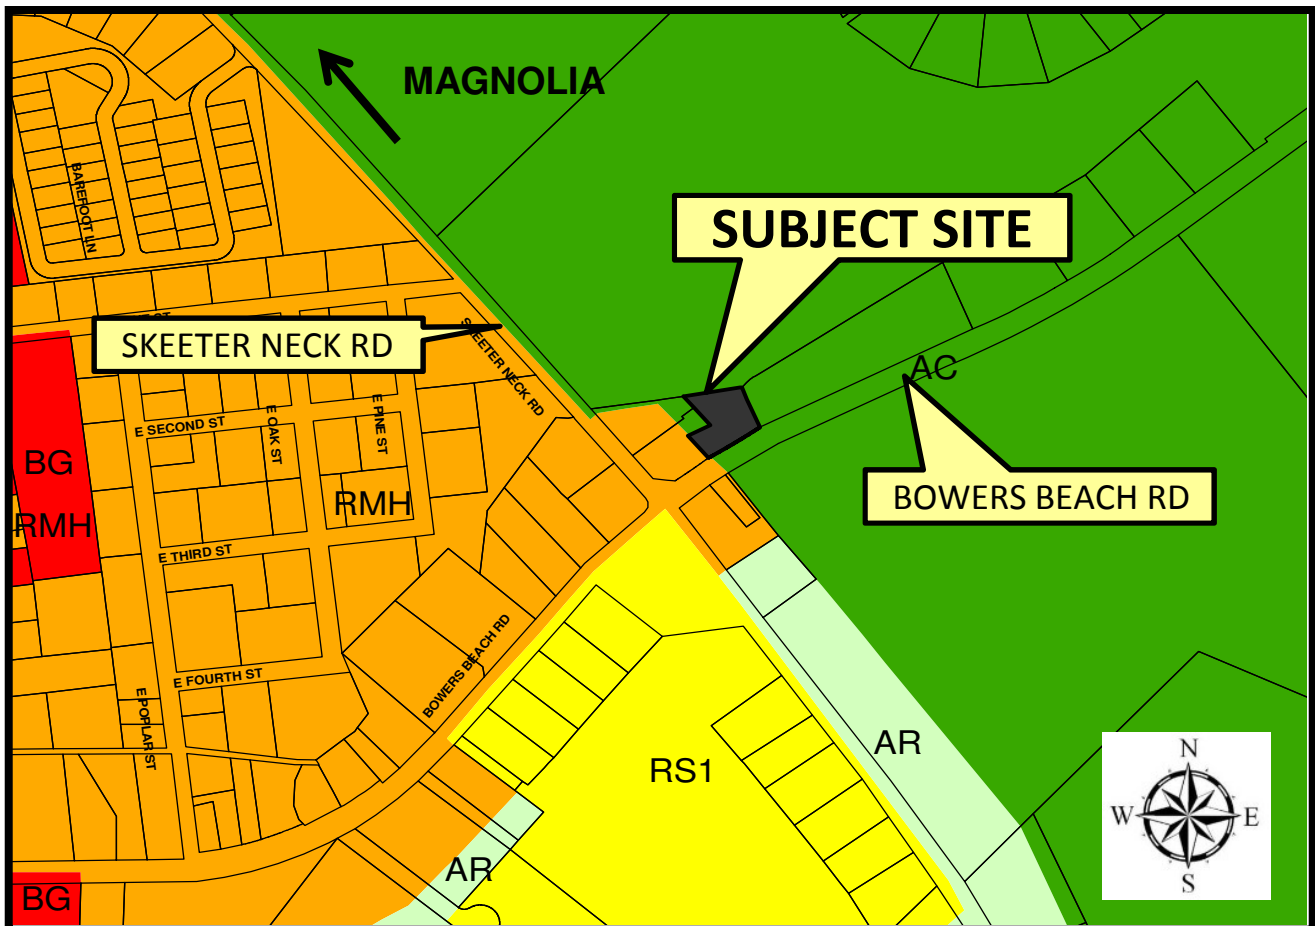 MAGNOLIA
BAREFOOT LN
SUBJECT SITE
ST
SKEETER NECK RD
SKEETER NECK RD
AC
E SECOND ST
E OAK ST
E PINE ST
BG
RMH
RMH
BOWERS BEACH RD
E THIRD ST
E FOURTH ST
BOWERS BEACH RD
E POPLAR ST
RS1
AR
AR
BG
N
W
E
S